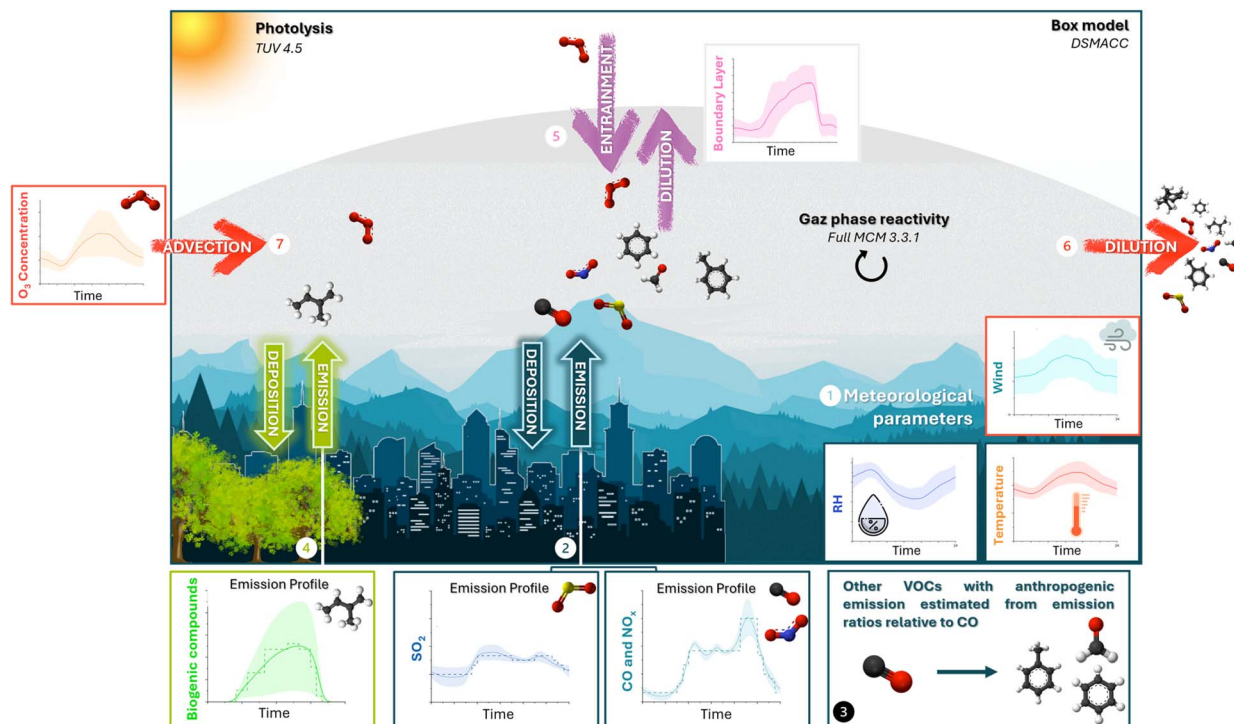 Photolysis
TUV 4.5
Box model
DSMACC
ENTRAINMENT
5
DILUTION
Boundary Layer
Time
O₃ Concentration
Time
ADVECTION
7
Gaz phase reactivity
Full MCM 3.3.1
6
DILUTION
DEPOSITION
EMISSION
DEPOSITION
EMISSION
1
Meteorological
parameters
Wind
24
RH
%
Time
24
Temperature
Time
24
4
2
Emission Profile
Biogenic compounds
Time
Emission Profile
SO₂
Time
Emission Profile
CO and NOₓ
Time
Other VOCs with anthropogenic
emission estimated from emission
ratios relative to CO
3